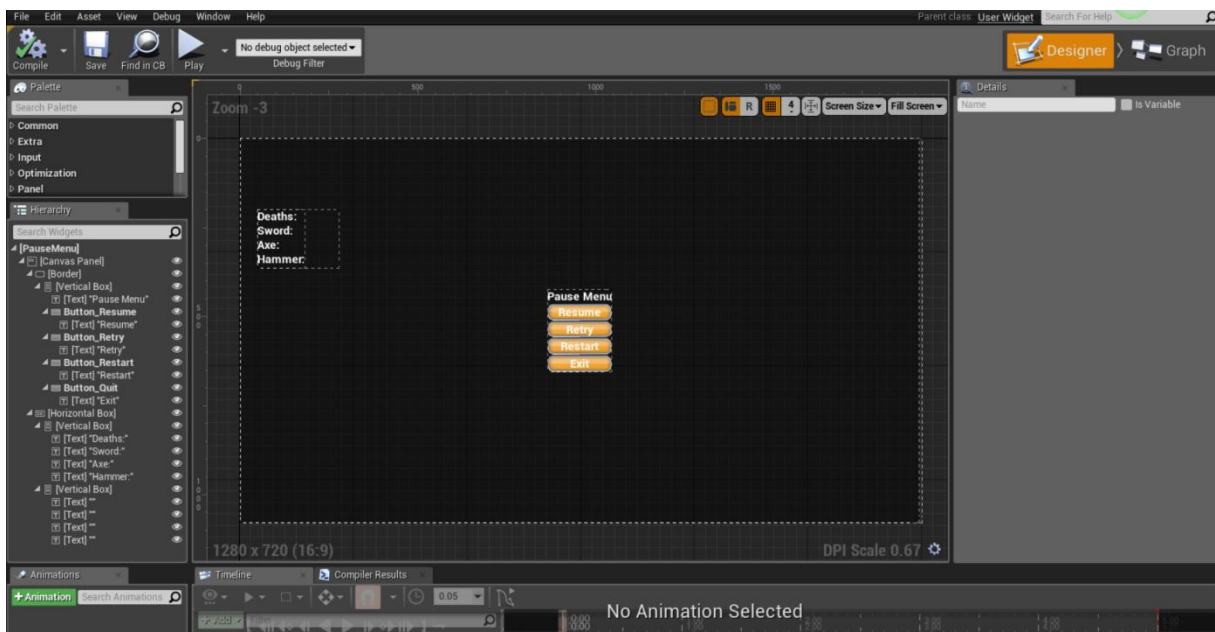 File Edit Asset View Debug Window Help
Parent class: User Widget Search For Help
Compile Save Find in CB Play
No debug object selected
Debug Filter
Designer Graph
Palette
Search Palette
Common
Extra
Input
Optimization
Panel
Hierarchy
Search Widgets
[PauseMenu]
[Canvas Panel]
[Border]
[Vertical Box]
[Text] "Pause Menu"
Button_Resume
[Text] "Resume"
Button_Retry
[Text] "Retry"
Button_Restart
[Text] "Restart"
Button_Quit
[Text] "Exit"
[Horizontal Box]
[Vertical Box]
[Text] "Deaths:"
[Text] "Sword:"
[Text] "Axe:"
[Text] "Hammer:"
[Vertical Box]
[Text] ""
[Text] ""
[Text] ""
[Text] ""
0 500 1000 1500
Zoom -3
R 4 Screen Size Fill Screen
0
500
1000
Deaths:
Sword:
Axe:
Hammer:
Pause Menu
Resume
Retry
Restart
Exit
1280 x 720 (16:9)
DPI Scale 0.67
Details
Name Is Variable
Animations
+Animation Search Animations
Timeline Compiler Results
0.05
+ Add
No Animation Selected